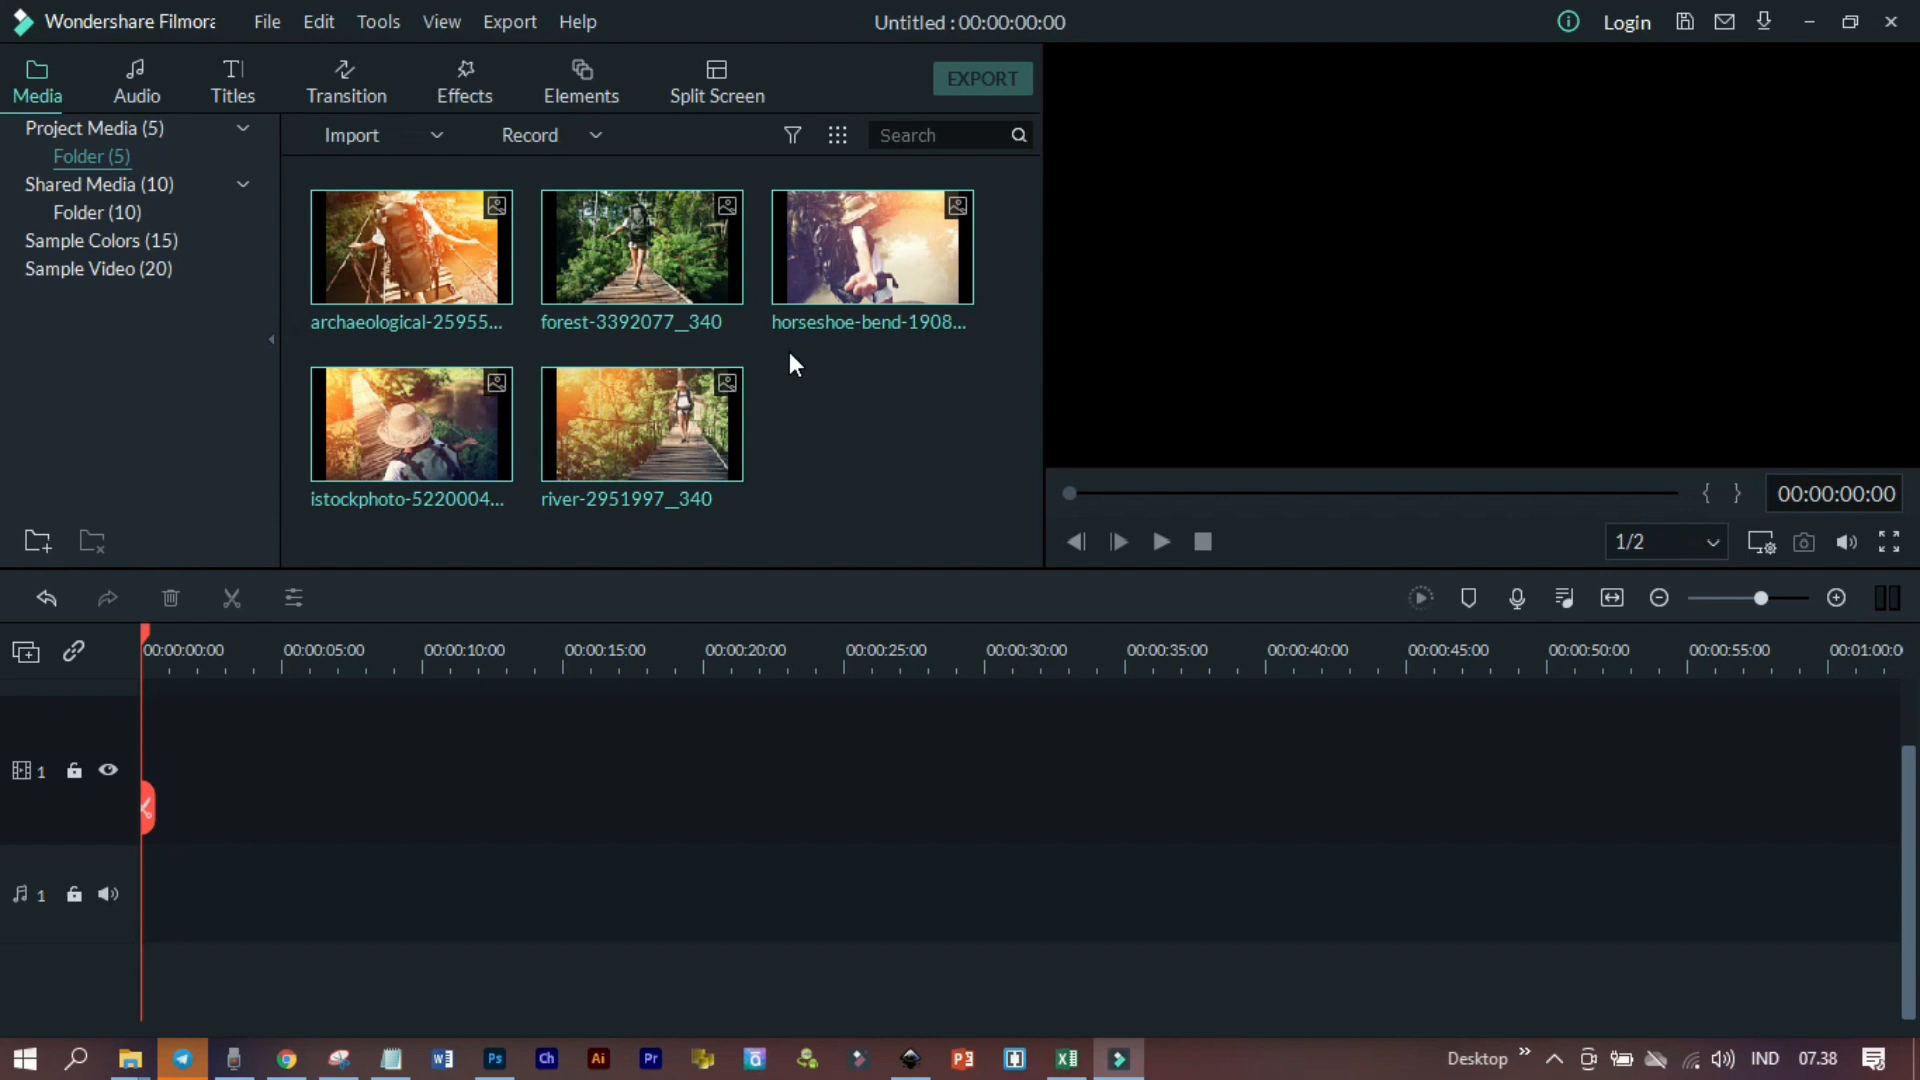 Wondershare Filmora File Edit Tools View Export Help Untitled : 00:00:00:00 Login
Media Audio Titles Transition Effects Elements Split Screen EXPORT
Project Media (5)
Folder (5)
Shared Media (10)
Folder (10)
Sample Colors (15)
Sample Video (20)
Import Record Search
archaeological-25955... forest-3392077__340 horseshoe-bend-1908...
istockphoto-5220004... river-2951997__340
{ } 00:00:00:00
1/2
00:00:00:00 00:00:05:00 00:00:10:00 00:00:15:00 00:00:20:00 00:00:25:00 00:00:30:00 00:00:35:00 00:00:40:00 00:00:45:00 00:00:50:00 00:00:55:00 00:01:00:0
1
1
W Ps Ch Ai Pr a P X Desktop IND 07.38